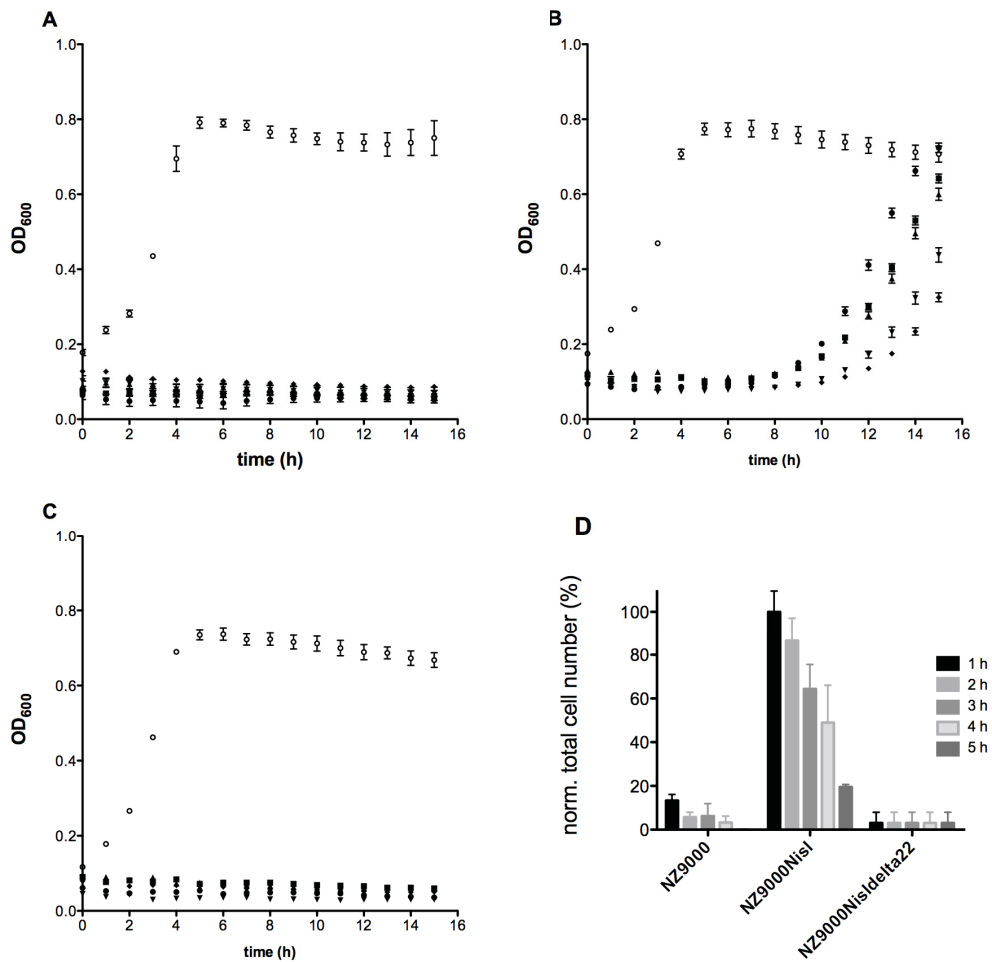 A
1.0
0.8
0.6
0.4
0.2
0.0
OD600
0 2 4 6 8 10 12 14 16
time (h)
B
1.0
0.8
0.6
0.4
0.2
0.0
OD600
0 2 4 6 8 10 12 14 16
time (h)
C
1.0
0.8
0.6
0.4
0.2
0.0
OD600
0 2 4 6 8 10 12 14 16
time (h)
D
norm. total cell number (%)
100
80
60
40
20
0
NZ9000
NZ9000NisI
NZ9000NisIdelta22
1 h
2 h
3 h
4 h
5 h